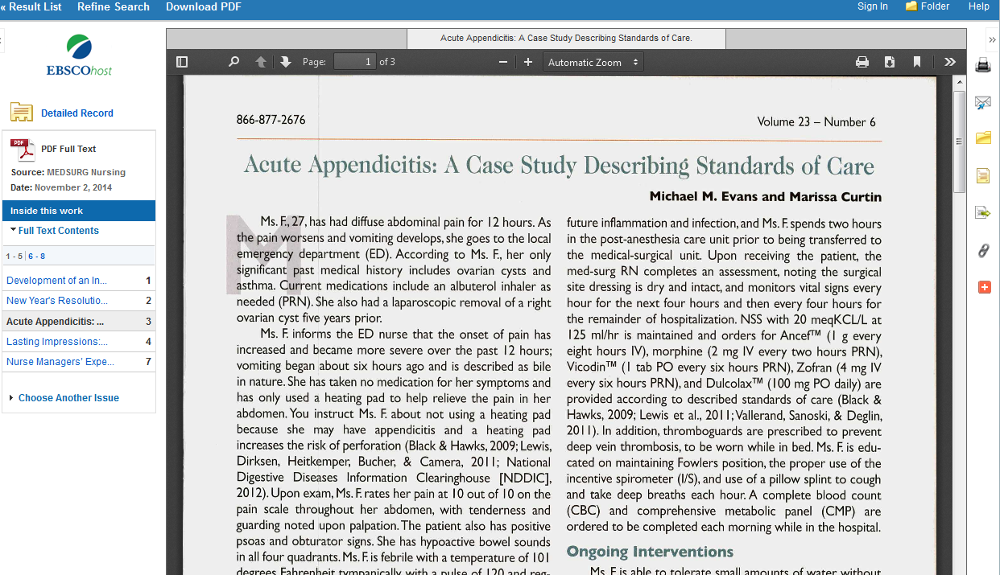 « Result List Refine Search Download PDF
Sign In Folder Help
EBSCOhost
Detailed Record
PDF
PDF Full Text
Source: MEDSURG Nursing
Date: November 2, 2014
Inside this work
Full Text Contents
1 - 5 | 6 - 8
Development of an In... 1
New Year's Resolutio... 2
Acute Appendicitis: ... 3
Lasting Impressions:... 4
Nurse Managers' Expe... 7
Choose Another Issue
Acute Appendicitis: A Case Study Describing Standards of Care.
Page: 1 of 3
Automatic Zoom
866-877-2676
Volume 23 – Number 6
Acute Appendicitis: A Case Study Describing Standards of Care
Michael M. Evans and Marissa Curtin
M
Ms. F., 27, has had diffuse abdominal pain for 12 hours. As
the pain worsens and vomiting develops, she goes to the local
emergency department (ED). According to Ms. F., her only
significant past medical history includes ovarian cysts and
asthma. Current medications include an albuterol inhaler as
needed (PRN). She also had a laparoscopic removal of a right
ovarian cyst five years prior.
Ms. F. informs the ED nurse that the onset of pain has
increased and became more severe over the past 12 hours;
vomiting began about six hours ago and is described as bile
in nature. She has taken no medication for her symptoms and
has only used a heating pad to help relieve the pain in her
abdomen. You instruct Ms. F. about not using a heating pad
because she may have appendicitis and a heating pad
increases the risk of perforation (Black & Hawks, 2009; Lewis,
Dirksen, Heitkemper, Bucher, & Camera, 2011; National
Digestive Diseases Information Clearinghouse [NDDIC],
2012). Upon exam, Ms. F. rates her pain at 10 out of 10 on the
pain scale throughout her abdomen, with tenderness and
guarding noted upon palpation. The patient also has positive
psoas and obturator signs. She has hypoactive bowel sounds
in all four quadrants. Ms. F. is febrile with a temperature of 101
degrees Fahrenheit tympanically with a pulse of 120 and reg-
future inflammation and infection, and Ms. F. spends two hours
in the post-anesthesia care unit prior to being transferred to
the medical-surgical unit. Upon receiving the patient, the
med-surg RN completes an assessment, noting the surgical
site dressing is dry and intact, and monitors vital signs every
hour for the next four hours and then every four hours for
the remainder of hospitalization. NSS with 20 meqKCL/L at
125 ml/hr is maintained and orders for Ancef™ (1 g every
eight hours IV), morphine (2 mg IV every two hours PRN),
Vicodin™ (1 tab PO every six hours PRN), Zofran (4 mg IV
every six hours PRN), and Dulcolax™ (100 mg PO daily) are
provided according to described standards of care (Black &
Hawks, 2009; Lewis et al., 2011; Vallerand, Sanoski, & Deglin,
2011). In addition, thromboguards are prescribed to prevent
deep vein thrombosis, to be worn while in bed. Ms. F. is edu-
cated on maintaining Fowlers position, the proper use of the
incentive spirometer (I/S), and use of a pillow splint to cough
and take deep breaths each hour. A complete blood count
(CBC) and comprehensive metabolic panel (CMP) are
ordered to be completed each morning while in the hospital.
Ongoing Interventions
Ms. F. is able to tolerate small amounts of water without